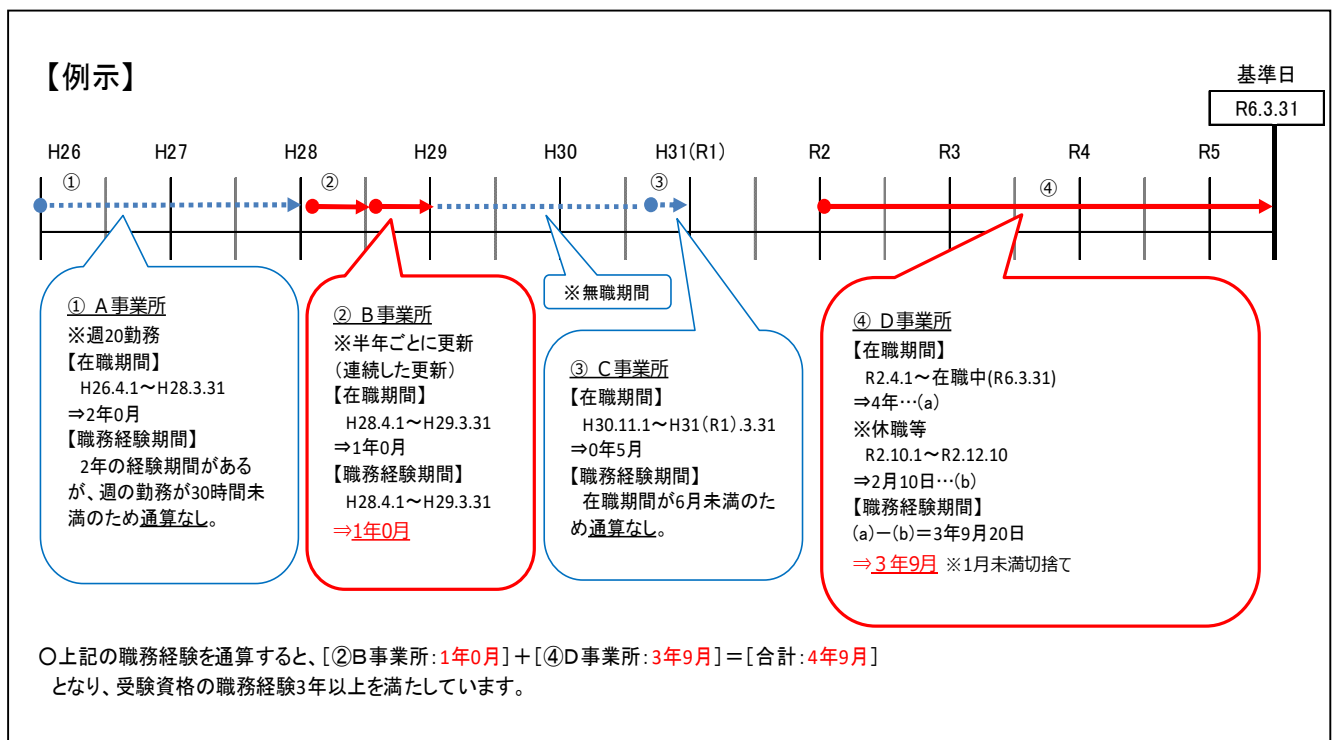 【例示】
基準日
R6.3.31
H26 H27 H28 H29 H30 H31(R1) R2 R3 R4 R5
① ② ③ ④
※無職期間
① A事業所
※週20勤務
【在職期間】
H26.4.1～H28.3.31
⇒2年0月
【職務経験期間】
2年の経験期間がある
が、週の勤務が30時間未
満のため通算なし。
② B事業所
※半年ごとに更新
(連続した更新)
【在職期間】
H28.4.1～H29.3.31
⇒1年0月
【職務経験期間】
H28.4.1～H29.3.31
⇒1年0月
③ C事業所
【在職期間】
H30.11.1～H31(R1).3.31
⇒0年5月
【職務経験期間】
在職期間が6月未満のた
め通算なし。
④ D事業所
【在職期間】
R2.4.1～在職中(R6.3.31)
⇒4年…(a)
※休職等
R2.10.1～R2.12.10
⇒2月10日…(b)
【職務経験期間】
(a)－(b)＝3年9月20日
⇒３年9月 ※1月未満切捨て
〇上記の職務経験を通算すると、[②B事業所：1年0月]＋[④D事業所：3年9月]＝[合計：4年9月]
となり、受験資格の職務経験3年以上を満たしています。